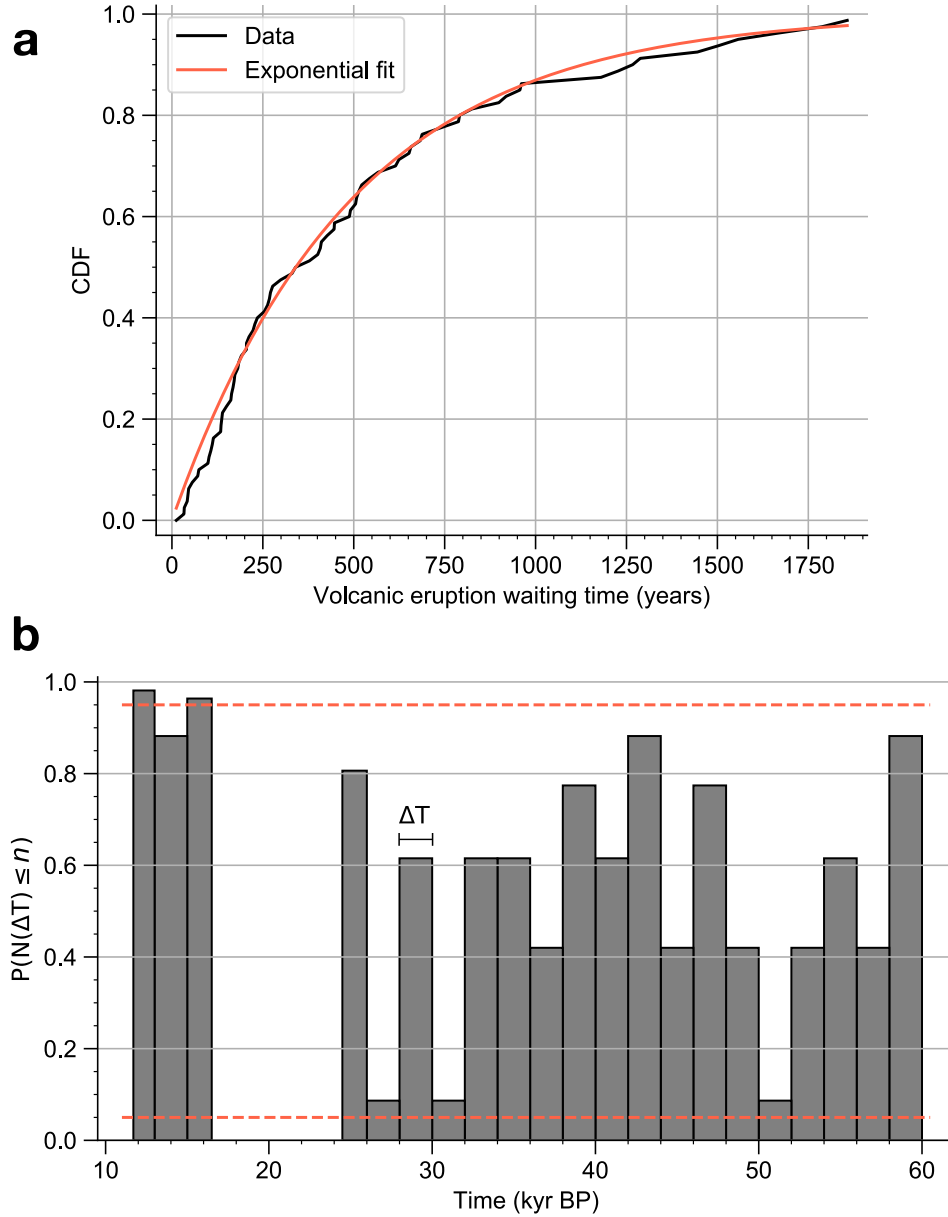 a
Data
Exponential fit
1.0
0.8
0.6
0.4
0.2
0.0
CDF
0 250 500 750 1000 1250 1500 1750
Volcanic eruption waiting time (years)
b
1.0
0.8
0.6
0.4
0.2
0.0
P(N(ΔT) ≤ n)
ΔT
10 20 30 40 50 60
Time (kyr BP)